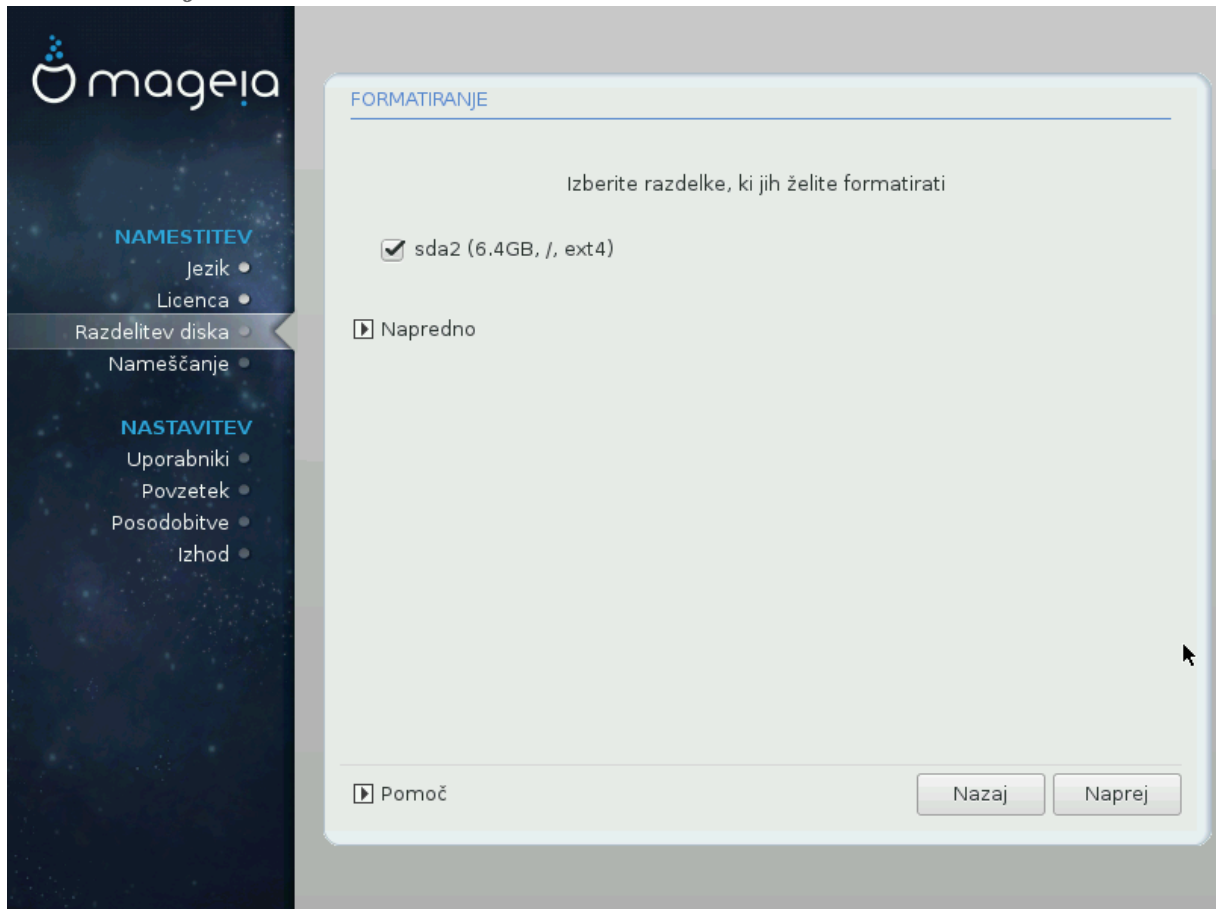 mageia
NAMESTITEV
Jezik
Licenca
Razdelitev diska
Nameščanje
NASTAVITEV
Uporabniki
Povzetek
Posodobitve
Izhod
FORMATIRANJE
Izberite razdelke, ki jih želite formatirati
sda2 (6.4GB, /, ext4)
Napredno
Pomoč
Nazaj
Naprej